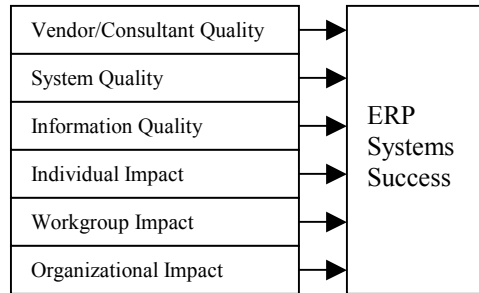 Vendor/Consultant Quality
System Quality
Information Quality
Individual Impact
Workgroup Impact
Organizational Impact
ERP
Systems
Success